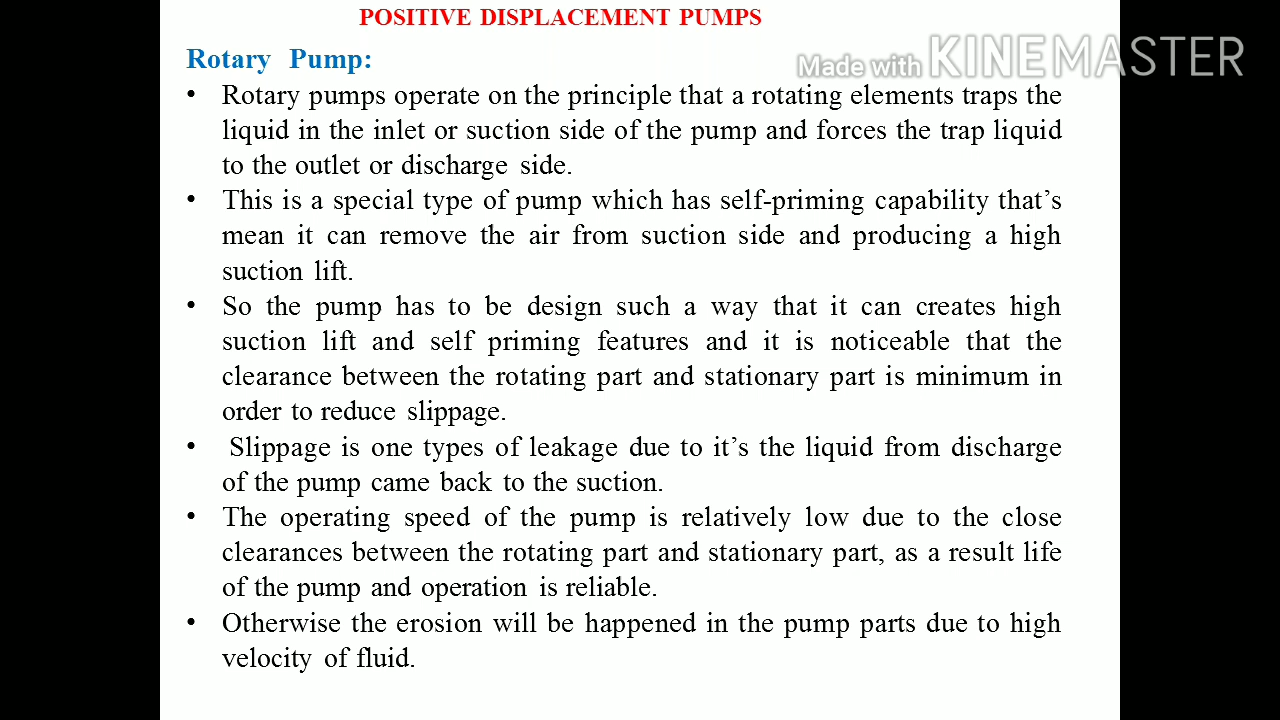 POSITIVE DISPLACEMENT PUMPS
Rotary Pump:
Made with KINEMASTER
• Rotary pumps operate on the principle that a rotating elements traps the
liquid in the inlet or suction side of the pump and forces the trap liquid
to the outlet or discharge side.
• This is a special type of pump which has self-priming capability that’s
mean it can remove the air from suction side and producing a high
suction lift.
• So the pump has to be design such a way that it can creates high
suction lift and self priming features and it is noticeable that the
clearance between the rotating part and stationary part is minimum in
order to reduce slippage.
• Slippage is one types of leakage due to it’s the liquid from discharge
of the pump came back to the suction.
• The operating speed of the pump is relatively low due to the close
clearances between the rotating part and stationary part, as a result life
of the pump and operation is reliable.
• Otherwise the erosion will be happened in the pump parts due to high
velocity of fluid.